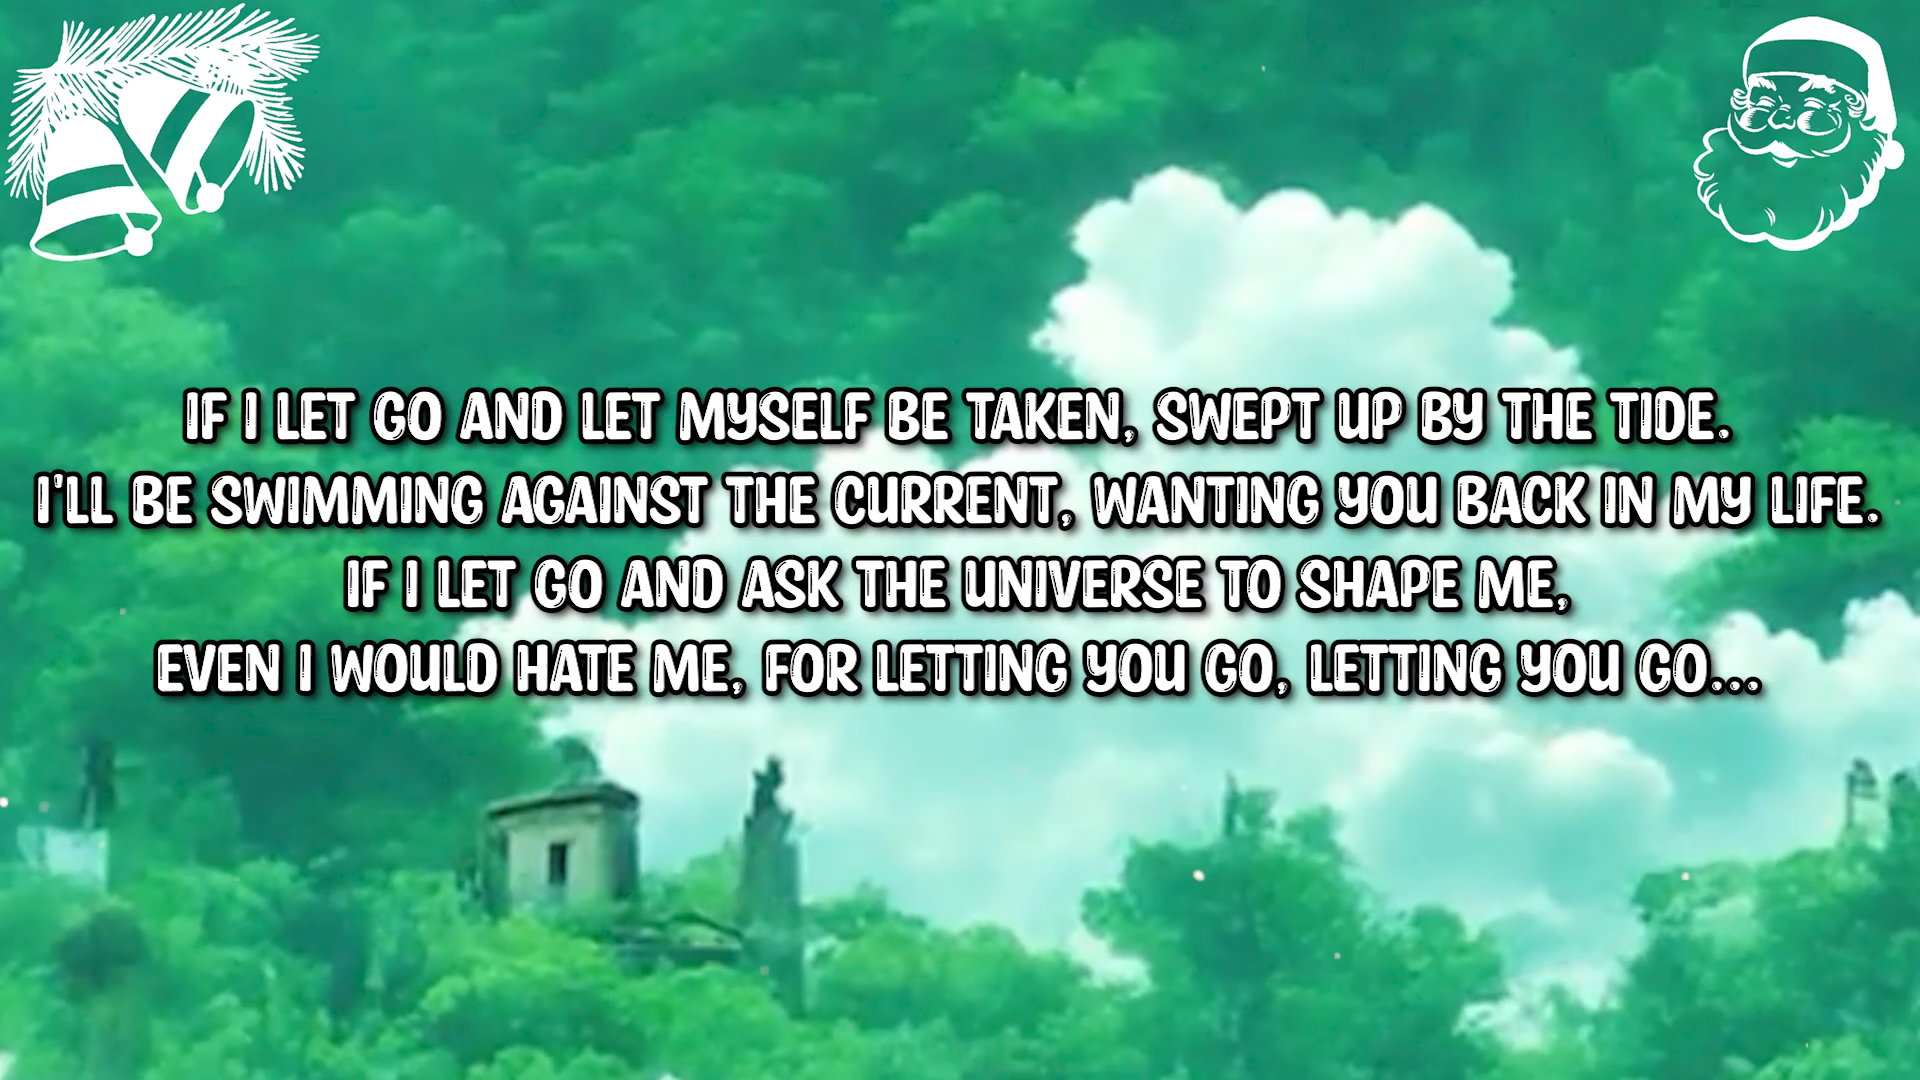 IF I LET GO AND LET MYSELF BE TAKEN, SWEPT UP BY THE TIDE.
I'LL BE SWIMMING AGAINST THE CURRENT, WANTING YOU BACK IN MY LIFE.
IF I LET GO AND ASK THE UNIVERSE TO SHAPE ME,
EVEN I WOULD HATE ME, FOR LETTING YOU GO, LETTING YOU GO...